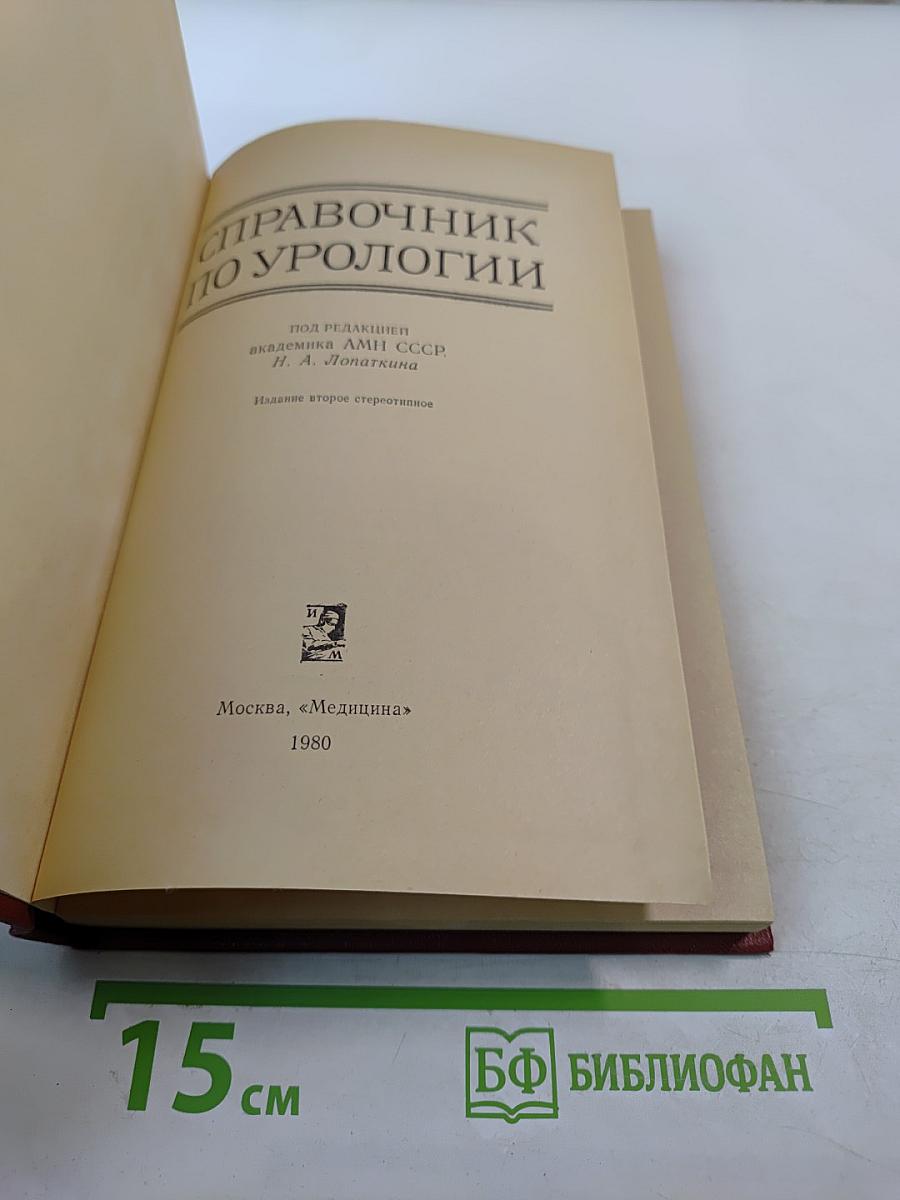 СПРАВОЧНИК
ПО УРОЛОГИИ
ПОД РЕДАКЦИЕЙ
академика АМН СССР.
Н. А. Лопаткина
Издание второе стереотипное
И
М
Москва, «Медицина»
1980
15 см
БФ БИБЛИОФАН